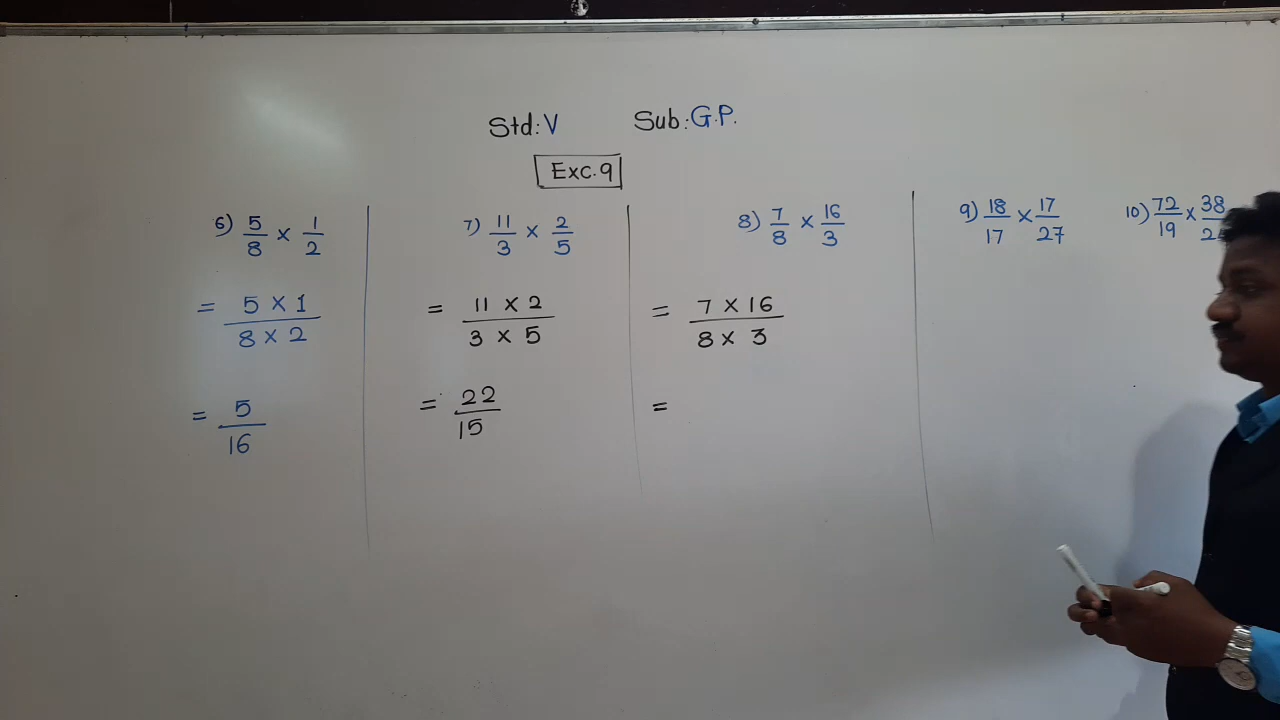 Std: V Sub: G.P.
Exc. 9
6) 5/8 × 1/2
= 5 × 1 / 8 × 2
= 5/16
7) 11/3 × 2/5
= 11 × 2 / 3 × 5
= 22/15
8) 7/8 × 16/3
= 7 × 16 / 8 × 3
=
9) 18/17 × 17/27
10) 72/19 × 38/